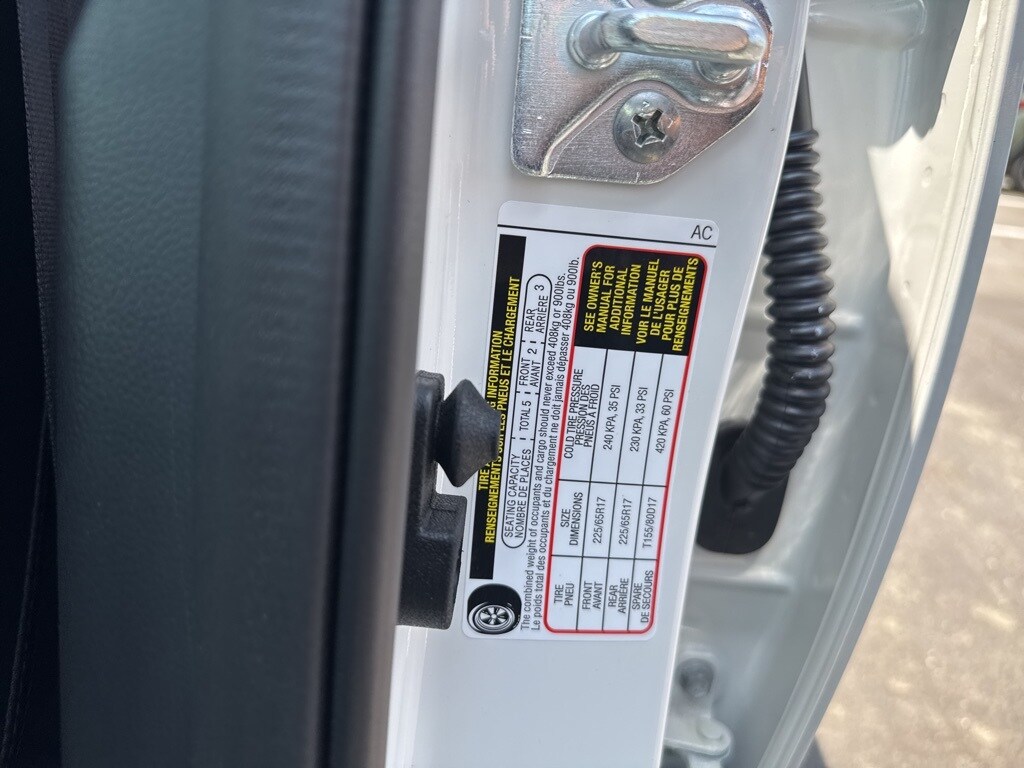 AC
TIRE INFORMATION
RENSEIGNEMENTS SUR LES PNEUS ET LE CHARGEMENT
SEATING CAPACITY TOTAL 5 FRONT 2 REAR 3
NOMBRE DE PLACES AVANT ARRIÈRE
The combined weight of occupants and cargo should never exceed 408kg or 900lbs.
Le poids total des occupants et du chargement ne doit jamais dépasser 408kg ou 900lb.
TIRE SIZE COLD TIRE PRESSURE
PNEU DIMENSIONS PRESSION DES PNEUS À FROID
FRONT AVANT 225/65R17 240 KPA, 35 PSI
REAR ARRIÈRE 225/65R17 230 KPA, 33 PSI
SPARE DE SECOURS T155/80D17 420 KPA, 60 PSI
SEE OWNER'S
MANUAL FOR
ADDITIONAL
INFORMATION
VOIR LE MANUEL
DE L'USAGER
POUR PLUS DE
RENSEIGNEMENTS